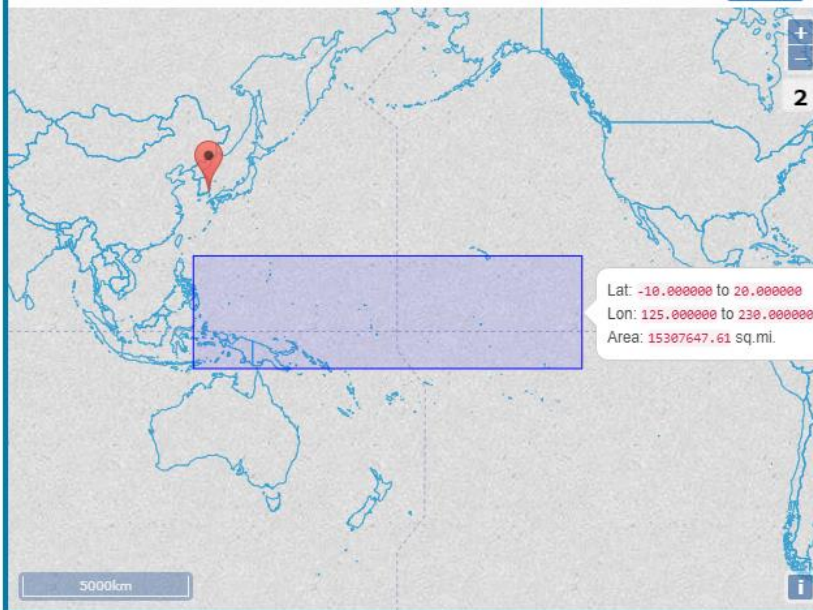 +
−
2
Lat: -10.000000 to 20.000000
Lon: 125.000000 to 230.000000
Area: 15307647.61 sq.mi.
5000km
i